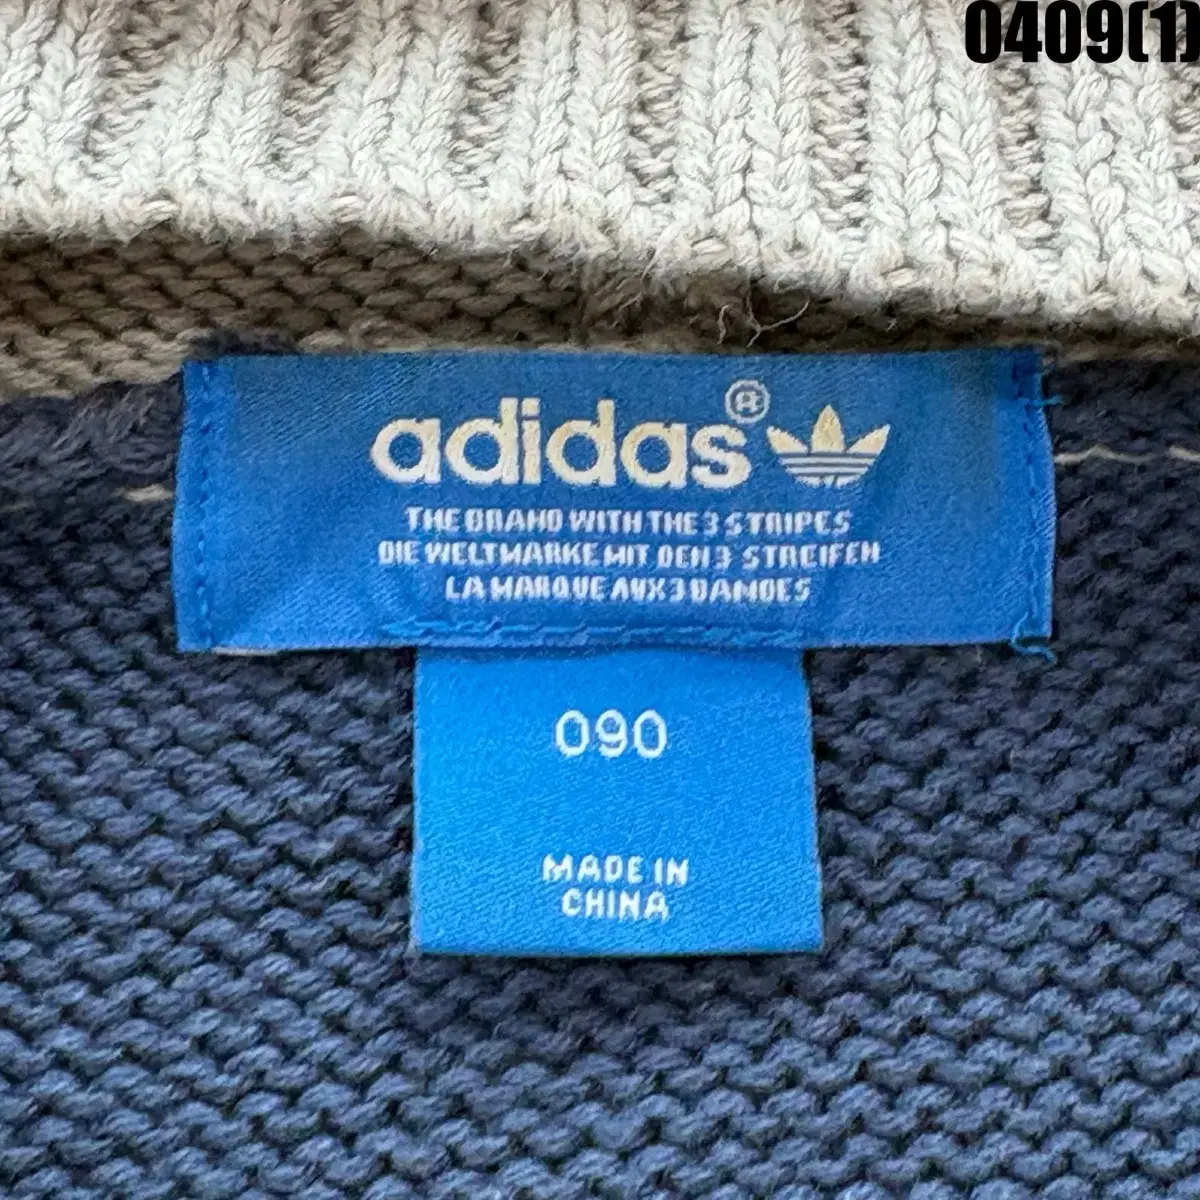 0409(1)
adidas®
THE BRAND WITH THE 3 STRIPES
DIE WELTMARKE MIT DEN 3 STREIFEN
LA MARQUE AUX 3 BANDES
090
MADE IN
CHINA